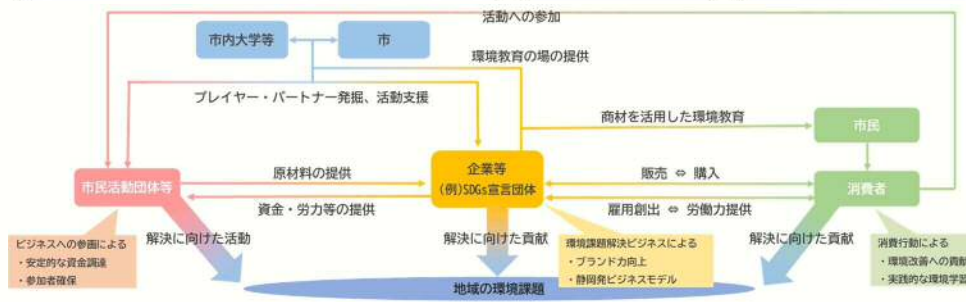 活動への参加
市内大学等
市
環境教育の場の提供
プレイヤー・パートナー発掘、活動支援
商材を活用した環境教育
市民
市民活動団体等
原材料の提供
資金・労力等の提供
企業等
(例)SDGs宣言団体
販売 ⇔ 購入
雇用創出 ⇔ 労働力提供
消費者
ビジネスへの参画による
・安定的な資金調達
・参加者確保
解決に向けた活動
解決に向けた貢献
環境課題解決ビジネスによる
・ブランド力向上
・静岡発ビジネスモデル
解決に向けた貢献
消費行動による
・環境改善への貢献
・実践的な環境学習
地域の環境課題